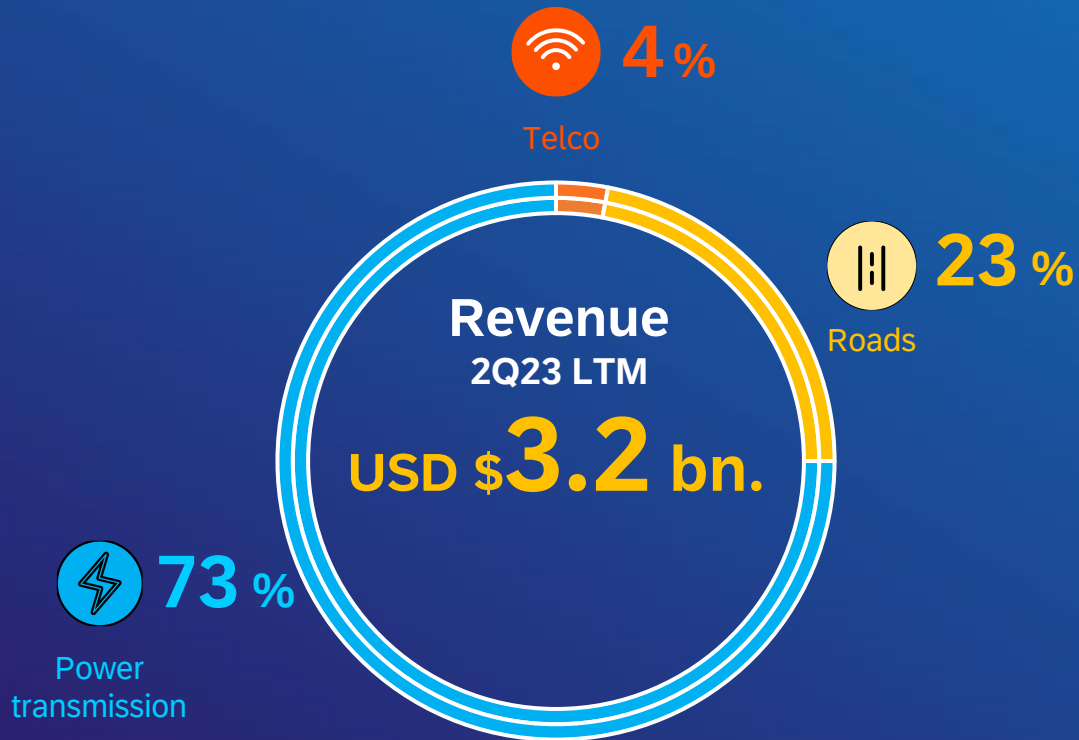 4 %
Telco
23 %
Roads
Revenue
2Q23 LTM
USD $3.2 bn.
73 %
Power
transmission